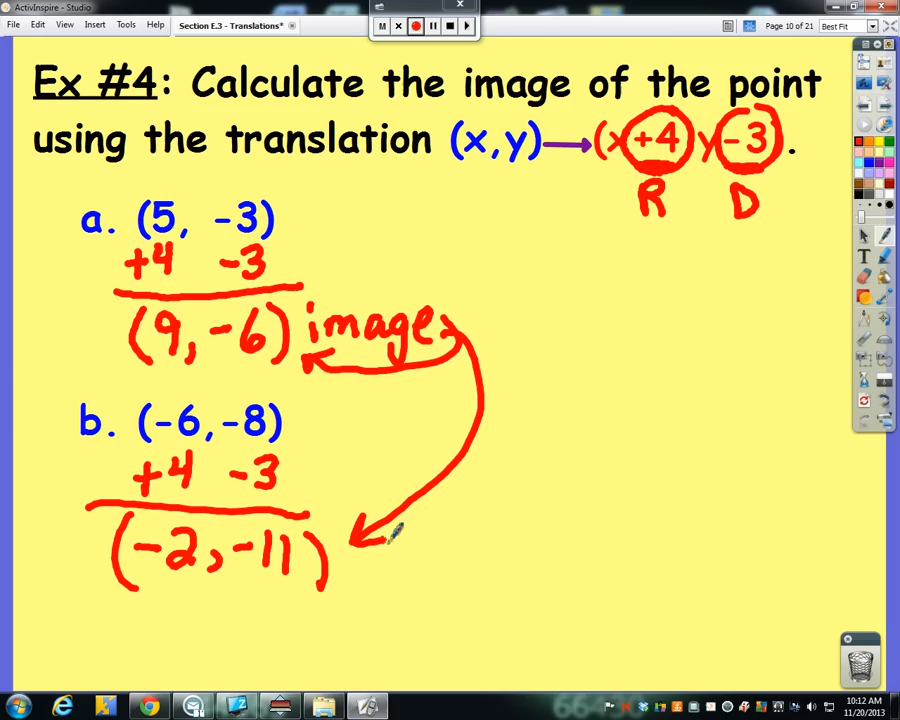 ActivInspire - Studio
File Edit View Insert Tools Help Section E.3 - Translations* Page 10 of 21 Best Fit
Ex #4: Calculate the image of the point
using the translation (x,y) → (x +4 y -3).
R D
a. (5, -3)
+4 -3
(9, -6) image
b. (-6, -8)
+4 -3
(-2, -11)
10:12 AM
11/20/2013